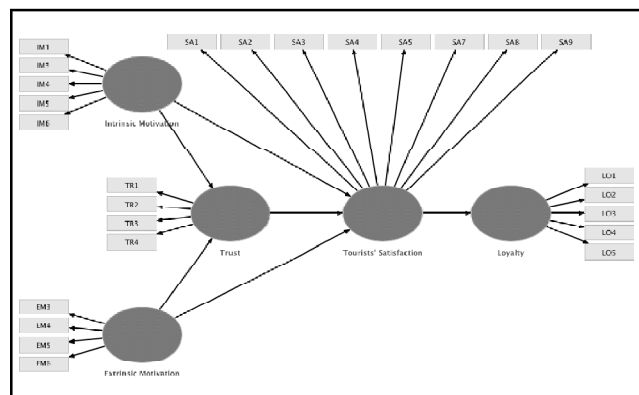 SA1 SA2 SA3 SA4 SA5 SA7 SA8 SA9
IM1
IM3
IM4
IM5
IM6
Intrinsic Motivation
TR1
TR2
TR3
TR4
Trust
Tourists' Satisfaction
Loyalty
LO1
LO2
LO3
LO4
LO5
EM3
EM4
EM5
EM6
Extrinsic Motivation